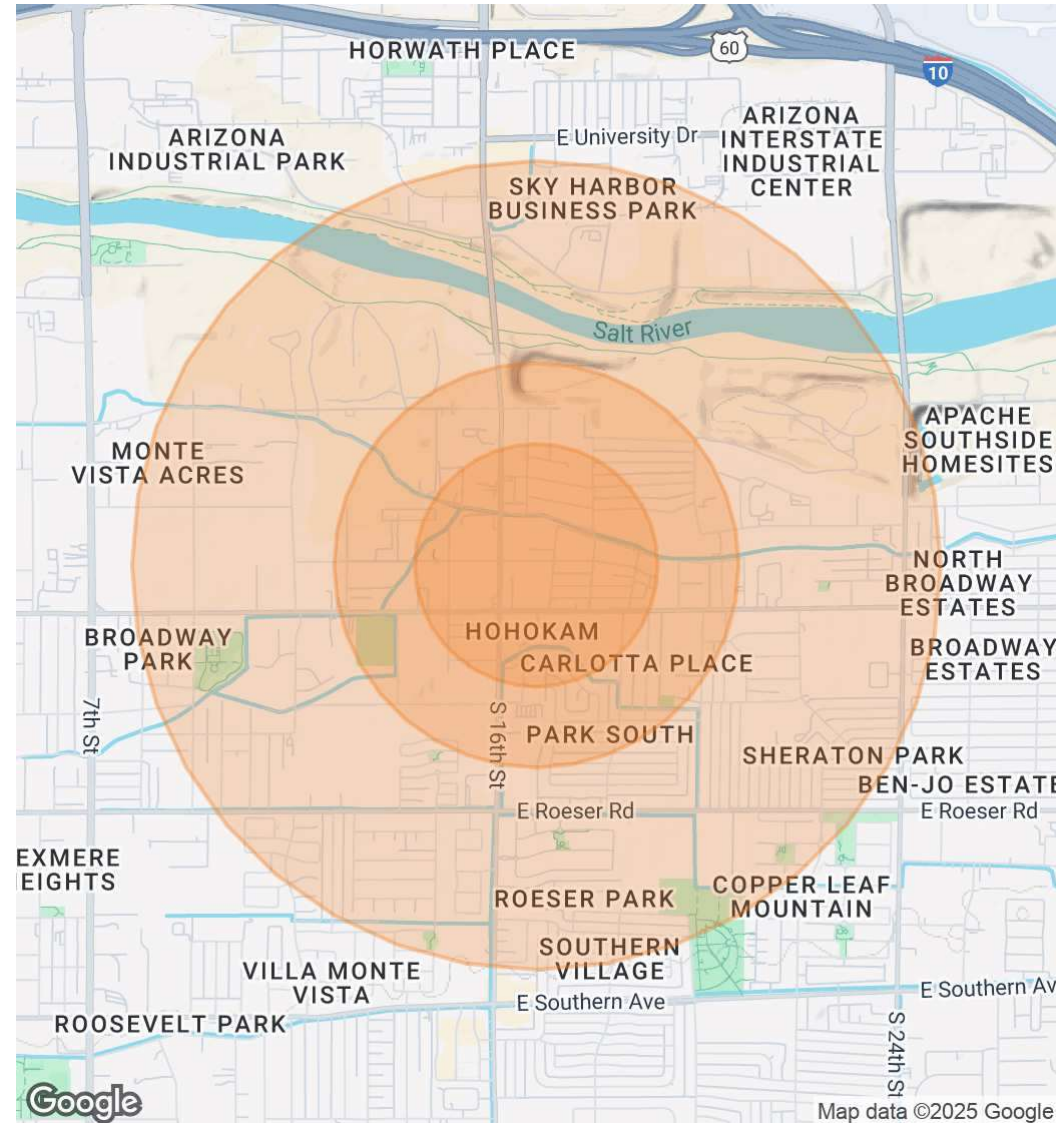 HORWATH PLACE
60
10
ARIZONA
INDUSTRIAL PARK
E University Dr
ARIZONA
INTERSTATE
INDUSTRIAL
CENTER
SKY HARBOR
BUSINESS PARK
Salt River
APACHE
SOUTHSIDE
HOMESITES
MONTE
VISTA ACRES
NORTH
BROADWAY
ESTATES
HOHOKAM
BROADWAY
PARK
CARLOTTA PLACE
BROADWAY
ESTATES
7th St
S 16th St
PARK SOUTH
SHERATON PARK
BEN-JO ESTATE
E Roeser Rd
E Roeser Rd
EXMERE
EIGHTS
ROESER PARK
COPPER LEAF
MOUNTAIN
SOUTHERN
VILLAGE
VILLA MONTE
VISTA
E Southern Ave
E Southern Av
ROOSEVELT PARK
S 24th St
Google
Map data ©2025 Google